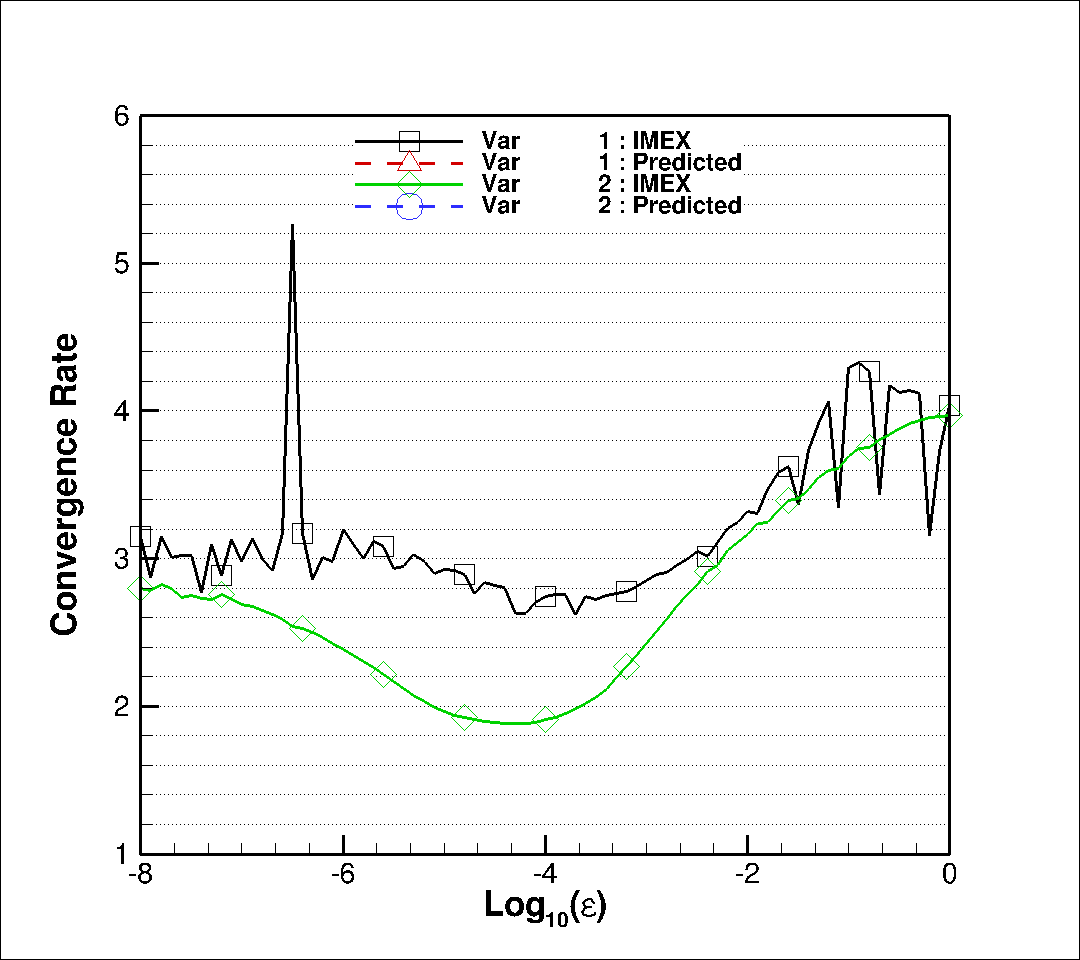 6
Var 1 : IMEX
Var 1 : Predicted
Var 2 : IMEX
Var 2 : Predicted
5
4
3
2
1
Convergence Rate
-8 -6 -4 -2 0
Log₁₀(ε)